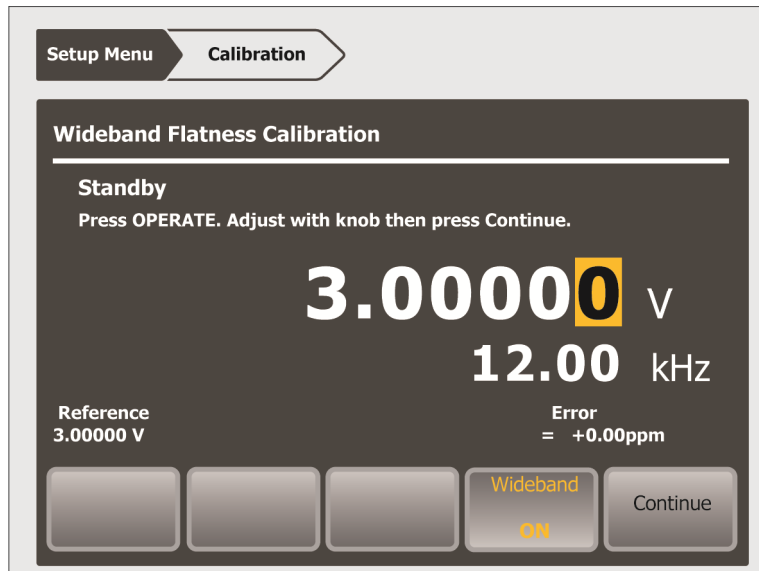 Setup Menu
Calibration
Wideband Flatness Calibration
Standby
Press OPERATE. Adjust with knob then press Continue.
3.00000 V
12.00 kHz
Reference
3.00000 V
Error
= +0.00ppm
Wideband
ON
Continue